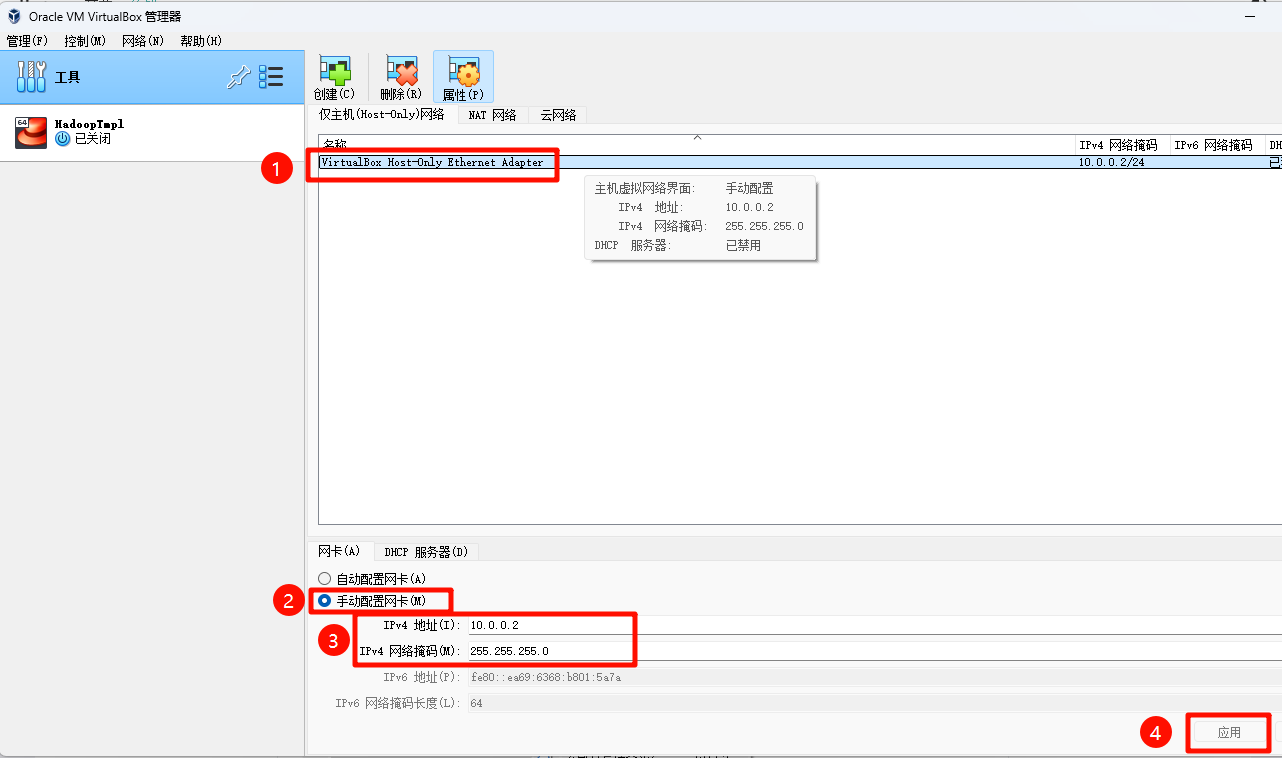 Oracle VM VirtualBox 管理器
管理(F) 控制(M) 网络(N) 帮助(H)
工具
创建(C) 删除(R) 属性(P)
64 HadoopTmpl
已关闭
仅主机(Host-Only)网络 NAT 网络 云网络
名称 IPv4 网络掩码 IPv6 网络掩码
1 VirtualBox Host-Only Ethernet Adapter 10.0.0.2/24
主机虚拟网络界面: 手动配置
IPv4 地址: 10.0.0.2
IPv4 网络掩码: 255.255.255.0
DHCP 服务器: 已禁用
网卡(A) DHCP 服务器(D)
自动配置网卡(A)
2 手动配置网卡(M)
3 IPv4 地址(I): 10.0.0.2
IPv4 网络掩码(M): 255.255.255.0
IPv6 地址(P): fe80::ea69:6368:b801:5a7a
IPv6 网络掩码长度(L): 64
4 应用